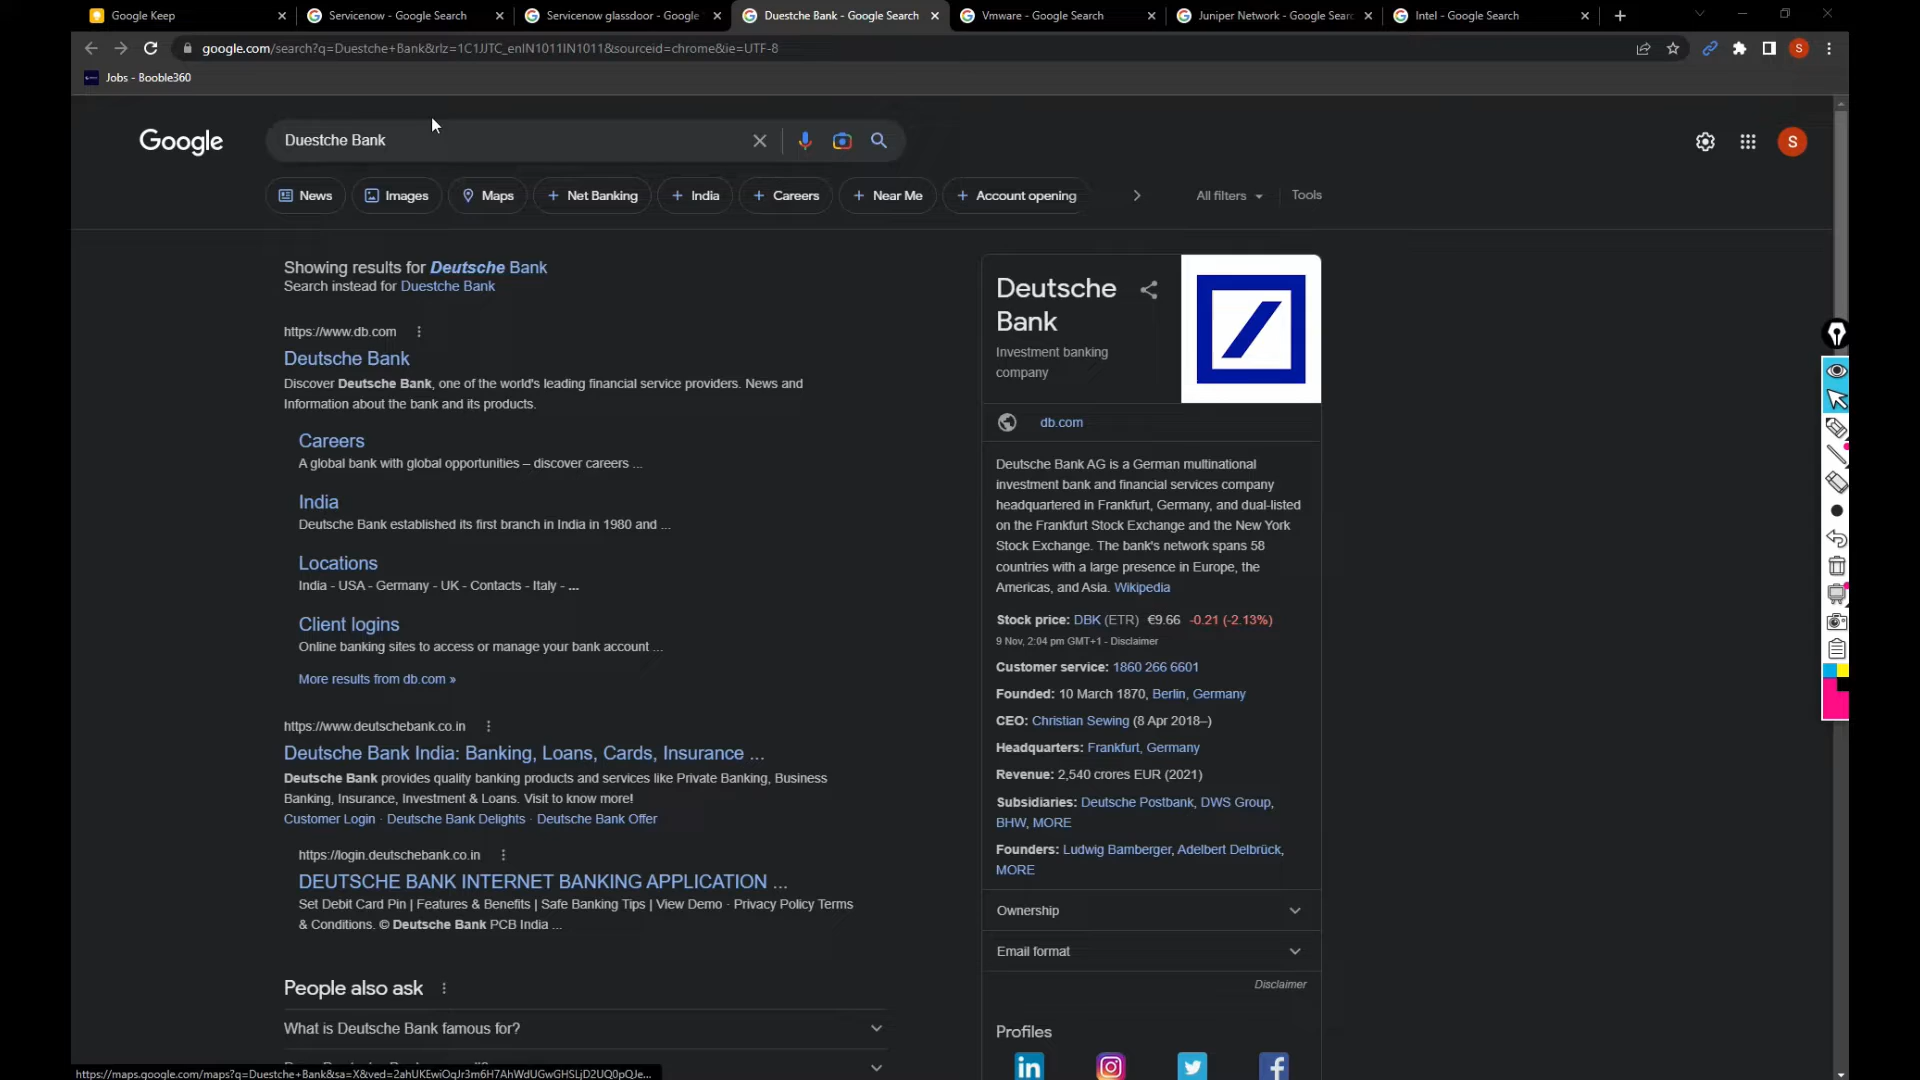 Google Keep
Servicenow - Google Search
Servicenow glassdoor - Google
Duestche Bank - Google Search
Vmware - Google Search
Juniper Network - Google Searc
Intel - Google Search
google.com/search?q=Duestche+Bank&rlz=1C1JJTC_enIN1011IN1011&sourceid=chrome&ie=UTF-8
S
Jobs - Booble360
Google
Duestche Bank
S
News
Images
Maps
+ Net Banking
+ India
+ Careers
+ Near Me
+ Account opening
All filters
Tools
Showing results for Deutsche Bank
Search instead for Duestche Bank
https://www.db.com
Deutsche Bank
Discover Deutsche Bank, one of the world's leading financial service providers. News and
Information about the bank and its products.
Careers
A global bank with global opportunities – discover careers ...
India
Deutsche Bank established its first branch in India in 1980 and ...
Locations
India - USA - Germany - UK - Contacts - Italy - ...
Client logins
Online banking sites to access or manage your bank account ...
More results from db.com »
https://www.deutschebank.co.in
Deutsche Bank India: Banking, Loans, Cards, Insurance ...
Deutsche Bank provides quality banking products and services like Private Banking, Business
Banking, Insurance, Investment & Loans. Visit to know more!
Customer Login · Deutsche Bank Delights · Deutsche Bank Offer
https://login.deutschebank.co.in
DEUTSCHE BANK INTERNET BANKING APPLICATION ...
Set Debit Card Pin | Features & Benefits | Safe Banking Tips | View Demo · Privacy Policy Terms
& Conditions. © Deutsche Bank PCB India ...
People also ask
What is Deutsche Bank famous for?
Deutsche
Bank
Investment banking
company
db.com
Deutsche Bank AG is a German multinational
investment bank and financial services company
headquartered in Frankfurt, Germany, and dual-listed
on the Frankfurt Stock Exchange and the New York
Stock Exchange. The bank's network spans 58
countries with a large presence in Europe, the
Americas, and Asia. Wikipedia
Stock price: DBK (ETR) €9.66 -0.21 (-2.13%)
9 Nov, 2:04 pm GMT+1 - Disclaimer
Customer service: 1860 266 6601
Founded: 10 March 1870, Berlin, Germany
CEO: Christian Sewing (8 Apr 2018–)
Headquarters: Frankfurt, Germany
Revenue: 2,540 crores EUR (2021)
Subsidiaries: Deutsche Postbank, DWS Group,
BHW, MORE
Founders: Ludwig Bamberger, Adelbert Delbrück,
MORE
Ownership
Email format
Disclaimer
Profiles